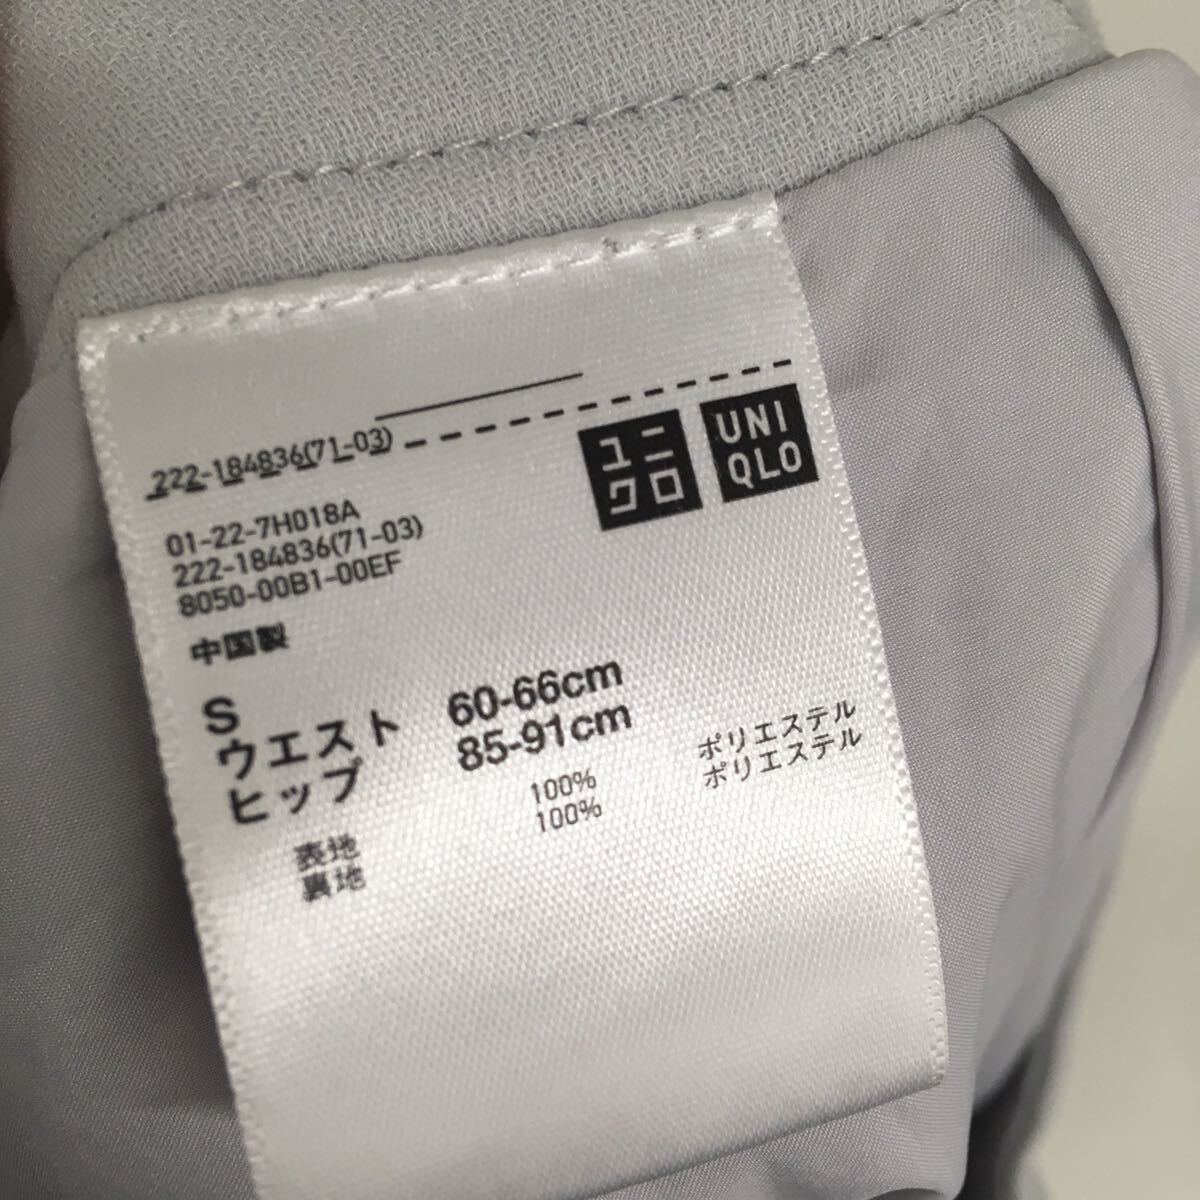 222-184836(71-03)
ユニ
クロ
UNI
QLO
01-22-7H018A
222-184836(71-03)
8050-00B1-00EF
中国製
S
ウエスト 60-66cm
ヒップ 85-91cm
表地 100% ポリエステル
裏地 100% ポリエステル